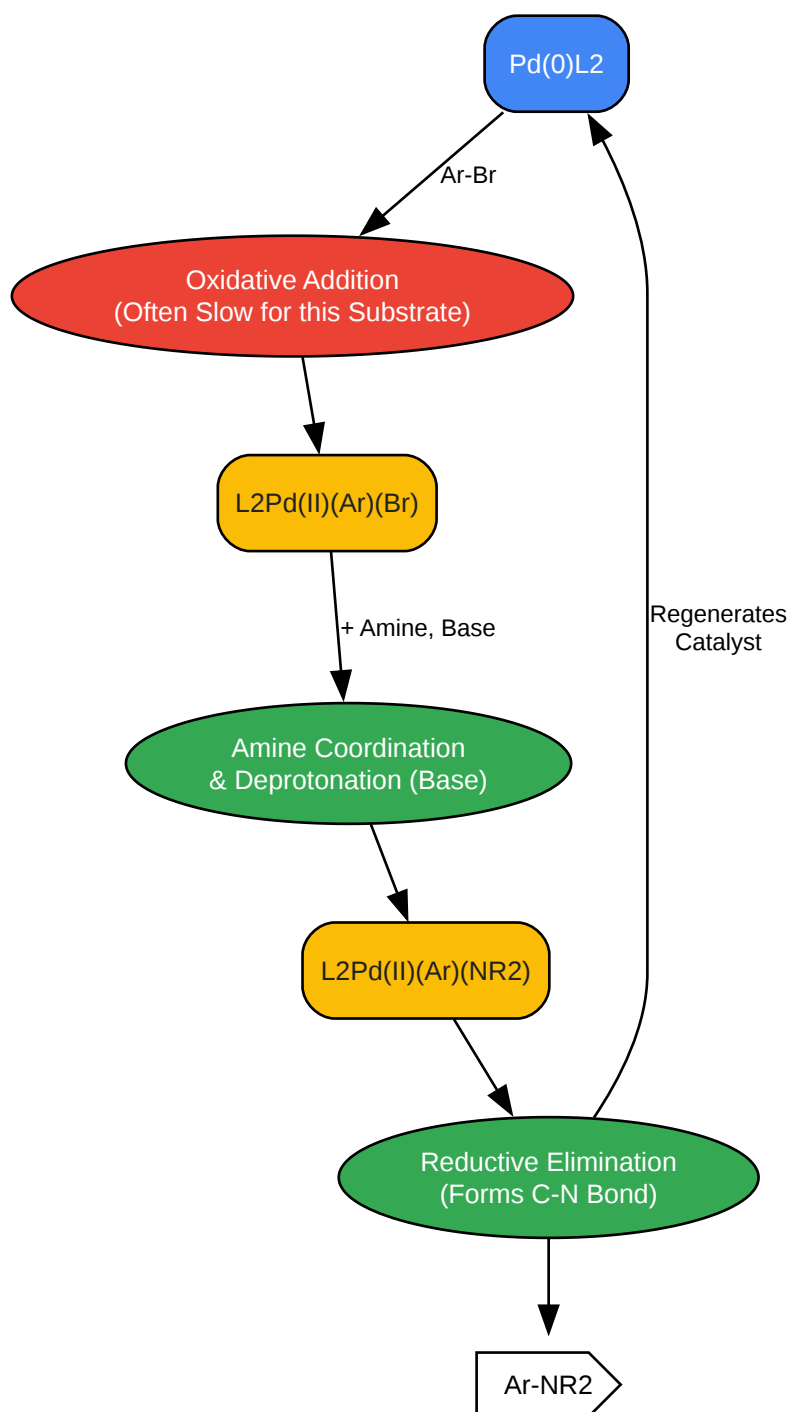 Pd(0)L2
Ar-Br
Oxidative Addition
(Often Slow for this Substrate)
L2Pd(II)(Ar)(Br)
+ Amine, Base
Regenerates
Catalyst
Amine Coordination
& Deprotonation (Base)
L2Pd(II)(Ar)(NR2)
Reductive Elimination
(Forms C-N Bond)
Ar-NR2